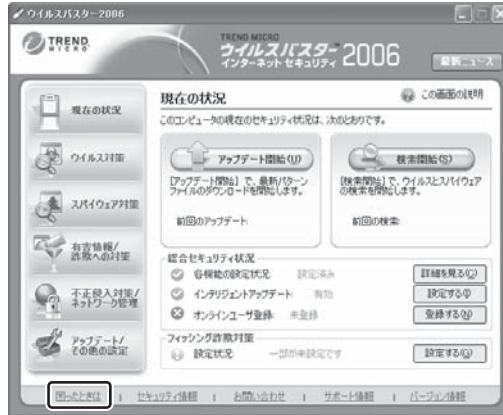 ウイルスバスター2006
TREND MICRO
TREND MICRO
ウイルスバスター 2006
インターネット セキュリティ
最新ニュース
現在の状況
ウイルス対策
スパイウェア対策
有害情報/
詐欺への対策
不正侵入対策/
ネットワーク管理
アップデート/
その他の設定
現在の状況
この画面の説明
このコンピュータの現在のセキュリティ状況は、次のとおりです。
アップデート開始(U)
[アップデート開始]で、最新パターン
ファイルのダウンロードを開始します。
前回のアップデート:
検索開始(S)
[検索開始]で、ウイルスとスパイウェア
の検索を開始します。
前回の検索:
総合セキュリティ状況
各機能の設定状況 設定済み 詳細を見る(C)
インテリジェントアップデート: 有効 設定する(I)
オンラインユーザ登録: 未登録 登録する(N)
フィッシング詐欺対策
設定状況 一部が未設定です 設定する(G)
困ったときは | セキュリティ情報 | お問い合わせ | サポート情報 | バージョン情報